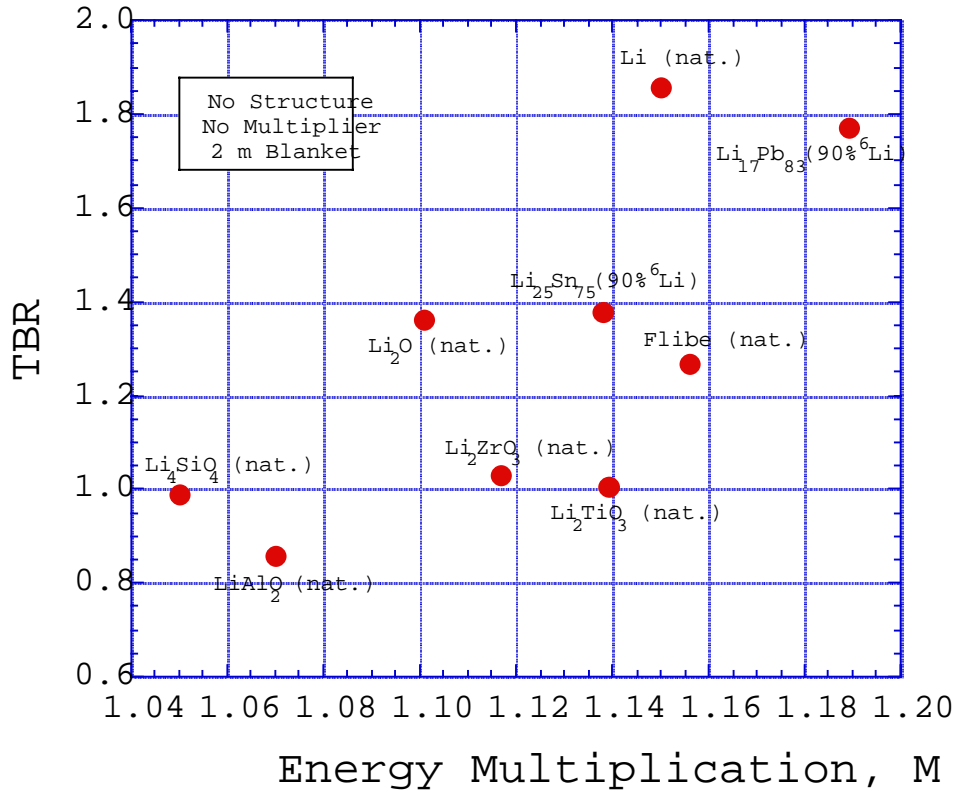 2.0
1.8
1.6
1.4
1.2
1.0
0.8
0.6
TBR
No Structure
No Multiplier
2 m Blanket
Li (nat.)
Li₁₇Pb₈₃(90%⁶Li)
Li₂₅Sn₇₅(90%⁶Li)
Flibe (nat.)
Li₂O (nat.)
Li₂ZrO₃ (nat.)
Li₄SiO₄ (nat.)
Li₂TiO₃ (nat.)
LiAlO₂ (nat.)
1.04 1.06 1.08 1.10 1.12 1.14 1.16 1.18 1.20
Energy Multiplication, M